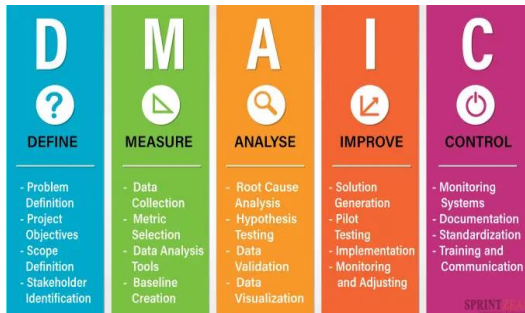 D
DEFINE
- Problem
Definition
- Project
Objectives
- Scope
Definition
- Stakeholder
Identification
M
MEASURE
- Data
Collection
- Metric
Selection
- Data Analysis
Tools
- Baseline
Creation
A
ANALYSE
- Root Cause
Analysis
- Hypothesis
Testing
- Data
Validation
- Data
Visualization
I
IMPROVE
- Solution
Generation
- Pilot
Testing
- Implementation
- Monitoring
and Adjusting
C
CONTROL
- Monitoring
Systems
- Documentation
- Standardization
- Training and
Communication